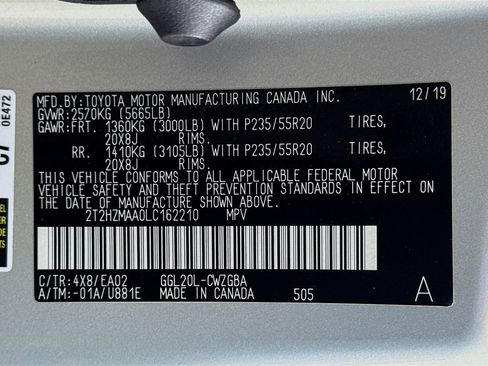 MFD.BY:TOYOTA MOTOR MANUFACTURING CANADA INC. 12/19
GVWR:2570KG (5665LB)
GAWR:FRT. 1360KG (3000LB) WITH P235/55R20 TIRES,
20X8J RIMS.
RR. 1410KG (3105LB) WITH P235/55R20 TIRES,
20X8J RIMS.
THIS VEHICLE CONFORMS TO ALL APPLICABLE FEDERAL MOTOR
VEHICLE SAFETY AND THEFT PREVENTION STANDARDS IN
EFFECT ON THE DATE OF MANUFACTURE SHOWN ABOVE.
2T2HZMAA0LC162210 MPV
C/TR:4X8/EA02 GGL20L-CWZGBA
A/TM:-01A/U881E MADE IN CANADA 505 A
0E472